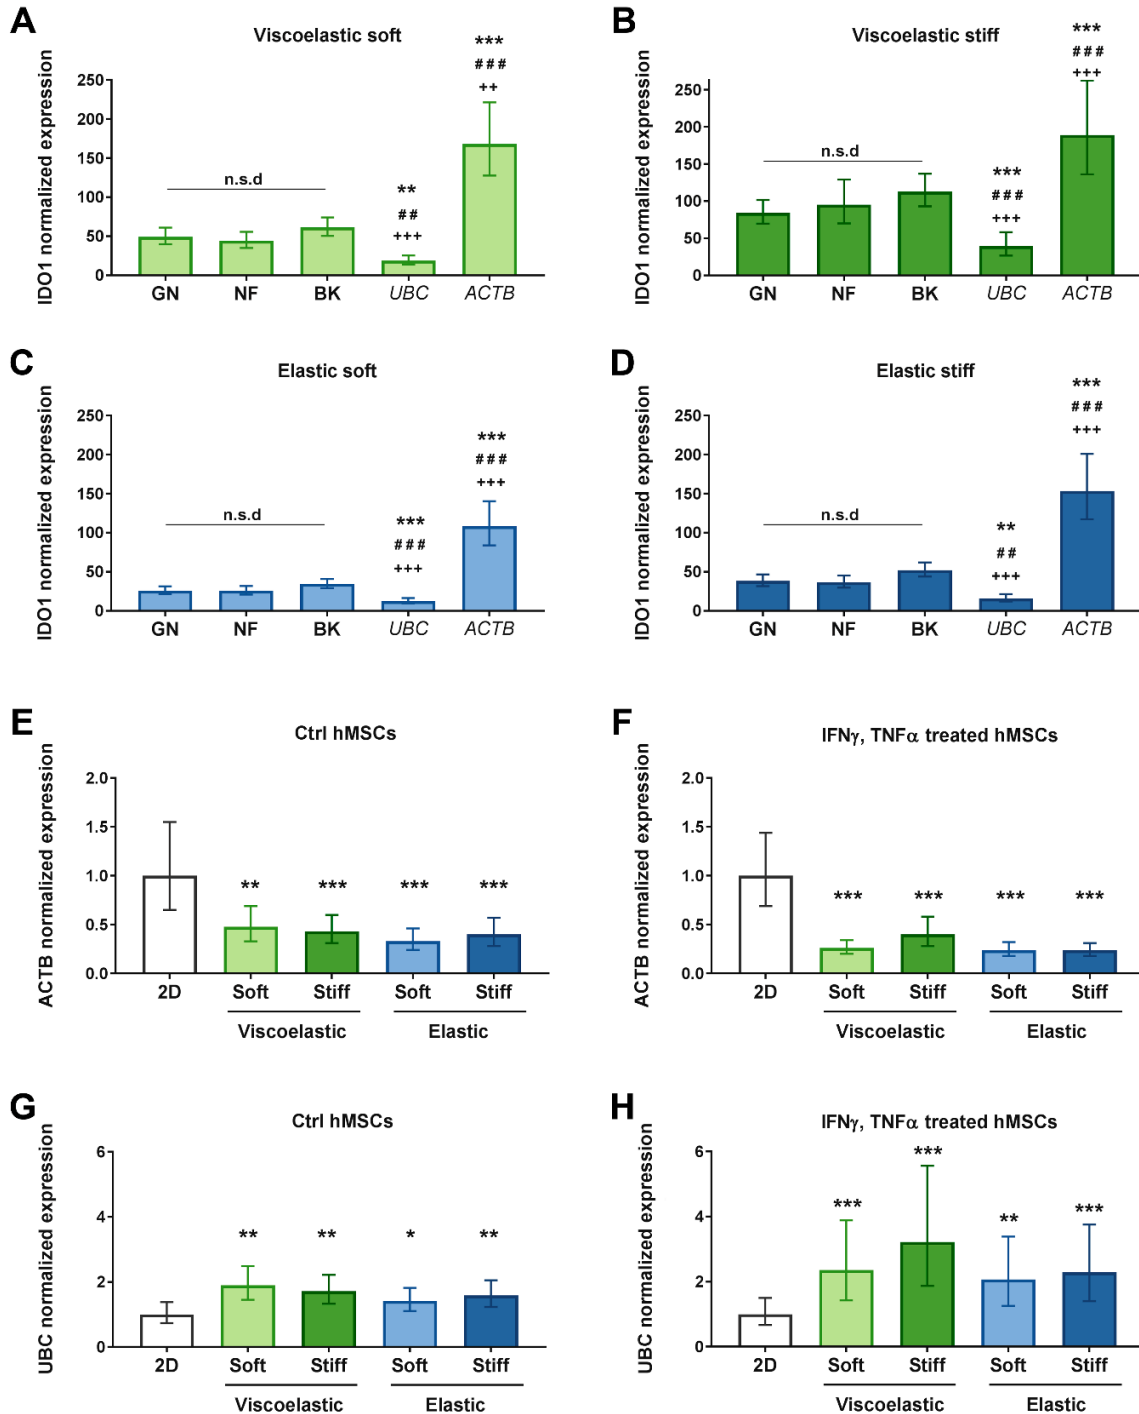 A
Viscoelastic soft
IDO1 normalized expression
250
200
150
100
50
0
n.s.d
**
##
+++
***
###
++
GN NF BK UBC ACTB
B
Viscoelastic stiff
IDO1 normalized expression
250
200
150
100
50
0
n.s.d
***
###
+++
***
###
+++
GN NF BK UBC ACTB
C
Elastic soft
IDO1 normalized expression
250
200
150
100
50
0
n.s.d
***
###
+++
***
###
+++
GN NF BK UBC ACTB
D
Elastic stiff
IDO1 normalized expression
250
200
150
100
50
0
n.s.d
**
##
+++
***
###
+++
GN NF BK UBC ACTB
E
Ctrl hMSCs
ACTB normalized expression
2.0
1.5
1.0
0.5
0.0
** *** *** ***
2D Soft Stiff Soft Stiff
Viscoelastic Elastic
F
IFNγ, TNFα treated hMSCs
ACTB normalized expression
2.0
1.5
1.0
0.5
0.0
*** *** *** ***
2D Soft Stiff Soft Stiff
Viscoelastic Elastic
G
Ctrl hMSCs
UBC normalized expression
6
4
2
0
** ** * **
2D Soft Stiff Soft Stiff
Viscoelastic Elastic
H
IFNγ, TNFα treated hMSCs
UBC normalized expression
6
4
2
0
*** *** ** ***
2D Soft Stiff Soft Stiff
Viscoelastic Elastic